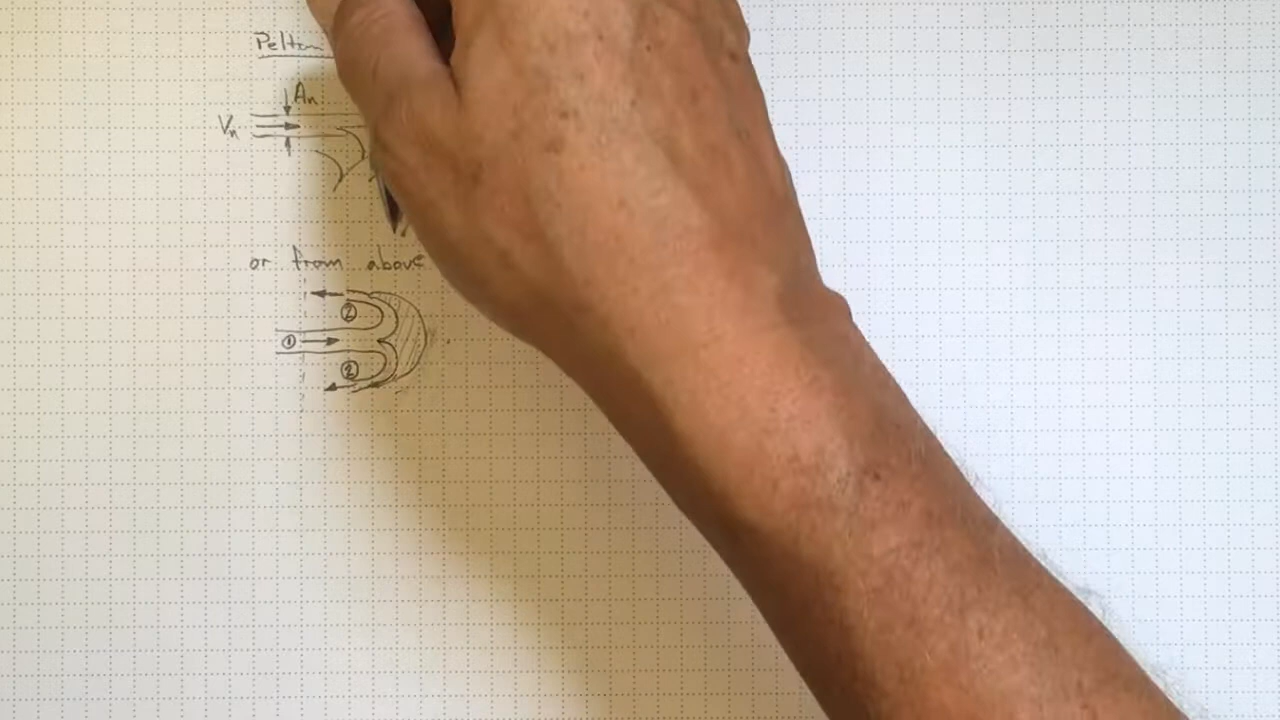 Pelton
An
Vn
or from above
②
①
②